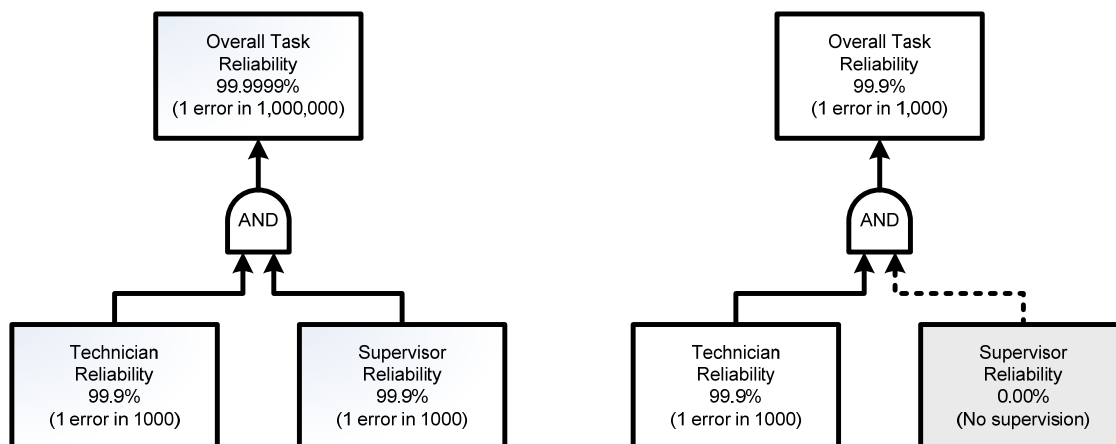 Overall Task
Reliability
99.9999%
(1 error in 1,000,000)
AND
Technician
Reliability
99.9%
(1 error in 1000)
Supervisor
Reliability
99.9%
(1 error in 1000)
Overall Task
Reliability
99.9%
(1 error in 1,000)
AND
Technician
Reliability
99.9%
(1 error in 1000)
Supervisor
Reliability
0.00%
(No supervision)